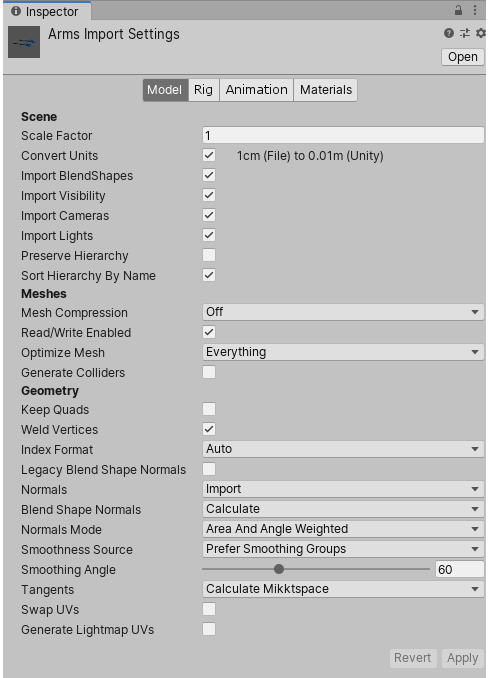 Inspector
Arms Import Settings
Open
Model Rig Animation Materials
Scene
Scale Factor 1
Convert Units 1cm (File) to 0.01m (Unity)
Import BlendShapes
Import Visibility
Import Cameras
Import Lights
Preserve Hierarchy
Sort Hierarchy By Name
Meshes
Mesh Compression Off
Read/Write Enabled
Optimize Mesh Everything
Generate Colliders
Geometry
Keep Quads
Weld Vertices
Index Format Auto
Legacy Blend Shape Normals
Normals Import
Blend Shape Normals Calculate
Normals Mode Area And Angle Weighted
Smoothness Source Prefer Smoothing Groups
Smoothing Angle 60
Tangents Calculate Mikktspace
Swap UVs
Generate Lightmap UVs
Revert Apply